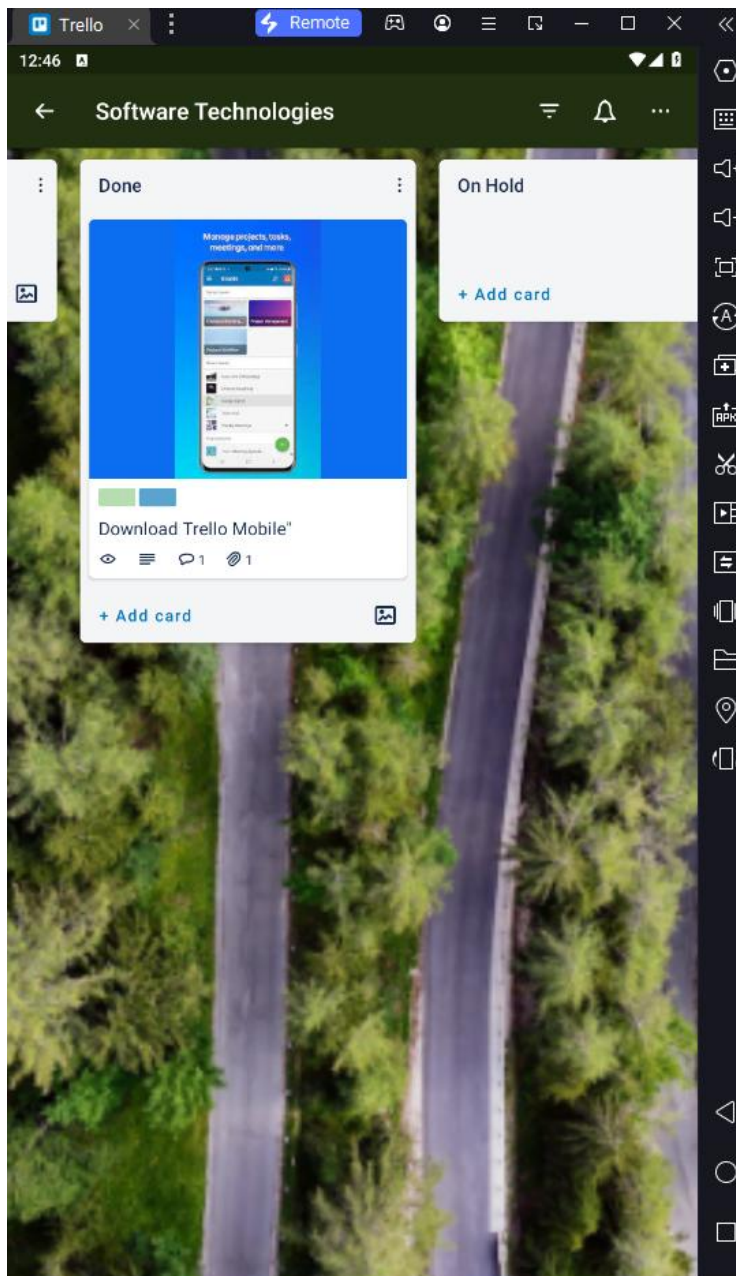 Trello
Remote
12:46
Software Technologies
Done
On Hold
Manage projects, tasks,
meetings, and more
+ Add card
Download Trello Mobile"
1
1
+ Add card
A
APK